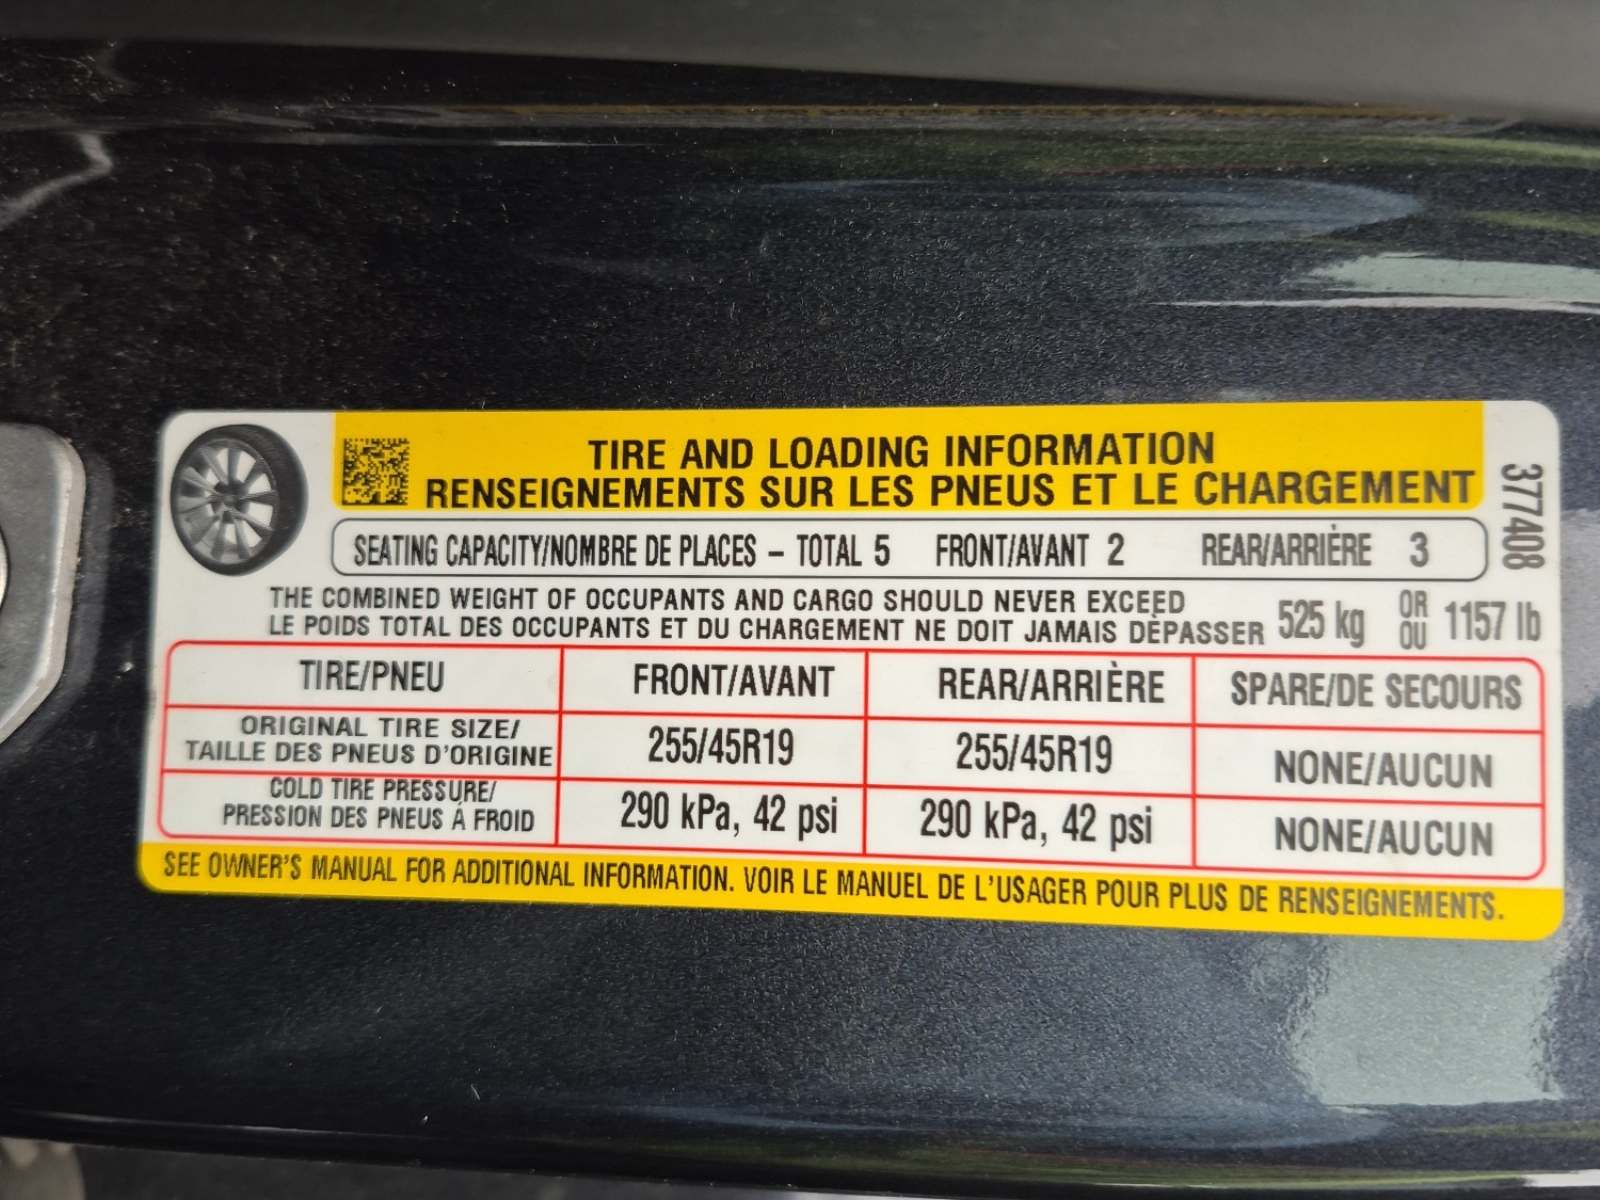 TIRE AND LOADING INFORMATION
RENSEIGNEMENTS SUR LES PNEUS ET LE CHARGEMENT
377408
SEATING CAPACITY/NOMBRE DE PLACES – TOTAL 5 FRONT/AVANT 2 REAR/ARRIÈRE 3
THE COMBINED WEIGHT OF OCCUPANTS AND CARGO SHOULD NEVER EXCEED
LE POIDS TOTAL DES OCCUPANTS ET DU CHARGEMENT NE DOIT JAMAIS DÉPASSER
525 kg OR OU 1157 lb
TIRE/PNEU FRONT/AVANT REAR/ARRIÈRE SPARE/DE SECOURS
ORIGINAL TIRE SIZE/
TAILLE DES PNEUS D'ORIGINE 255/45R19 255/45R19 NONE/AUCUN
COLD TIRE PRESSURE/
PRESSION DES PNEUS Á FROID 290 kPa, 42 psi 290 kPa, 42 psi NONE/AUCUN
SEE OWNER'S MANUAL FOR ADDITIONAL INFORMATION. VOIR LE MANUEL DE L'USAGER POUR PLUS DE RENSEIGNEMENTS.